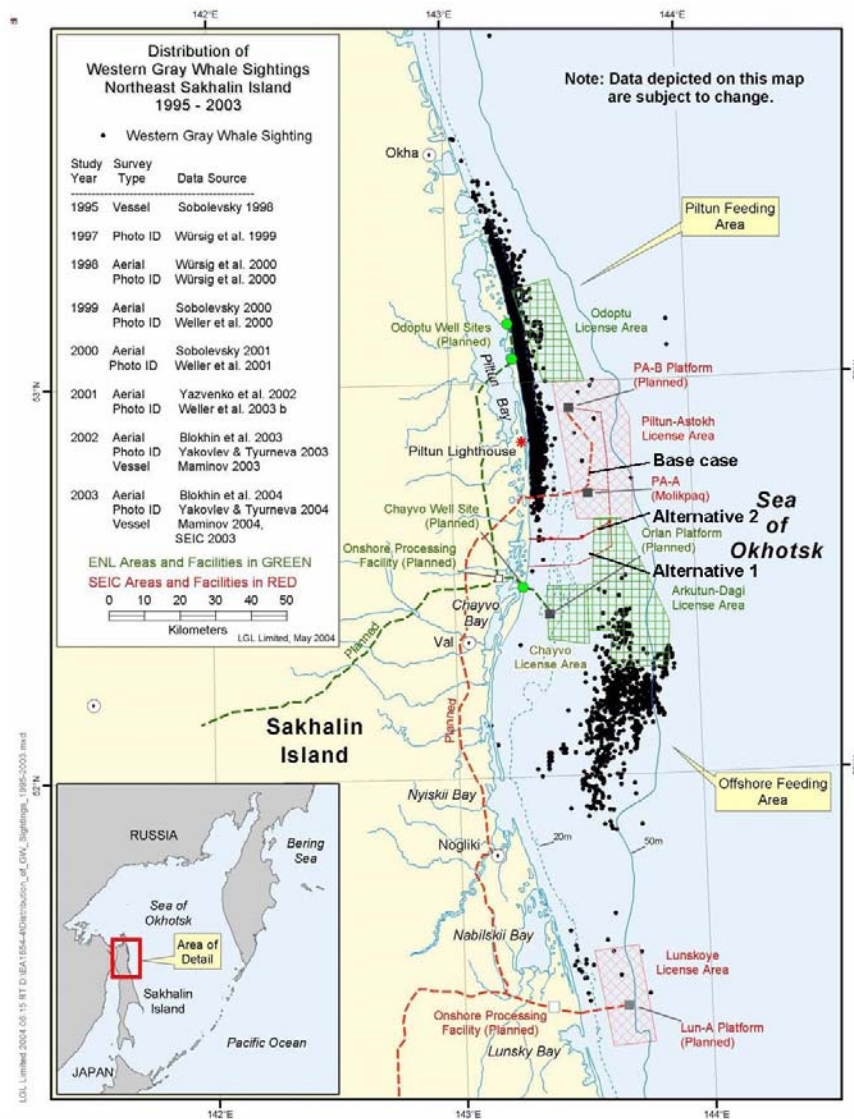 142°E
143°E
144°E
Distribution of
Western Gray Whale Sightings
Northeast Sakhalin Island
1995 - 2003
• Western Gray Whale Sighting
Study Survey
Year Type Data Source
1995 Vessel Sobolevsky 1998
1997 Photo ID Würsig et al. 1999
1998 Aerial Würsig et al. 2000
Photo ID Würsig et al. 2000
1999 Aerial Sobolevsky 2000
Photo ID Weller et al. 2000
2000 Aerial Sobolevsky 2001
Photo ID Weller et al. 2001
2001 Aerial Yazvenko et al. 2002
Photo ID Weller et al. 2003 b
2002 Aerial Blokhin et al. 2003
Photo ID Yakovlev & Tyurneva 2003
Vessel Maminov 2003
2003 Aerial Blokhin et al. 2004
Photo ID Yakovlev & Tyurneva 2004
Vessel Maminov 2004,
SEIC 2003
ENL Areas and Facilities in GREEN
SEIC Areas and Facilities in RED
0 10 20 30 40 50
Kilometers
LGL Limited, May 2004
Note: Data depicted on this map
are subject to change.
Okha
Piltun Feeding
Area
Odoptu
License Area
Odoptu Well Sites
(Planned)
Piltun Bay
PA-B Platform
(Planned)
53°N
Piltun-Astokh
License Area
Piltun Lighthouse
Base case
PA-A
(Molikpaq)
Sea
of
Okhotsk
Chayvo Well Site
(Planned)
Alternative 2
Orlan Platform
(Planned)
Onshore Processing
Facility (Planned)
Alternative 1
Arkutun-Dagi
License Area
Chayvo
Bay
Val
Chayvo
License Area
Planned
Planned
Sakhalin
Island
Offshore Feeding
Area
Nyiskii Bay
20m
50m
Nogliki
Nabilskii Bay
Lunskoye
License Area
Onshore Processing
Facility (Planned)
Lun-A Platform
(Planned)
Lunsky Bay
RUSSIA
Bering
Sea
Sea of
Okhotsk
Area of
Detail
Sakhalin
Island
Pacific Ocean
JAPAN
142°E
143°E
144°E